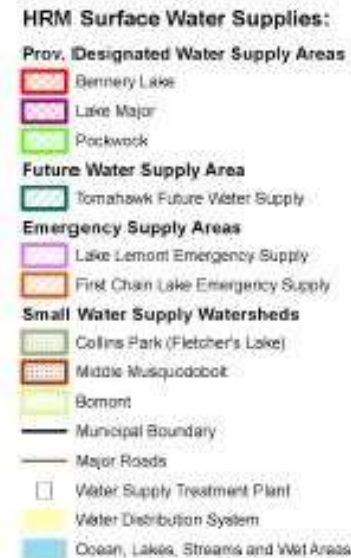 HRM Surface Water Supplies:
Prov. Designated Water Supply Areas
Bennery Lake
Lake Major
Pockwock
Future Water Supply Area
Tomahawk Future Water Supply
Emergency Supply Areas
Lake Lemont Emergency Supply
First Chain Lake Emergency Supply
Small Water Supply Watersheds
Collins Park (Fletcher's Lake)
Middle Musquodoboit
Bomont
Municipal Boundary
Major Roads
Water Supply Treatment Plant
Water Distribution System
Ocean, Lakes, Streams and Wet Areas